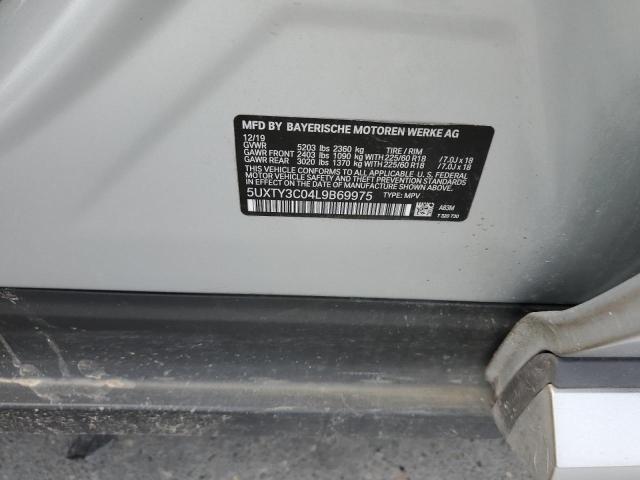 MFD BY BAYERISCHE MOTOREN WERKE AG
12/19
GVWR 5203 lbs 2360 kg TIRE / RIM
GAWR FRONT 2403 lbs 1090 kg WITH 225/60 R18 /7.0J x 18
GAWR REAR 3020 lbs 1370 kg WITH 225/60 R18 /7.0J x 18
THIS VEHICLE CONFORMS TO ALL APPLICABLE U.S. FEDERAL
MOTOR VEHICLE SAFETY, BUMPER, AND THEFT PREVENTION
STANDARDS IN EFFECT ON THE DATE OF MANUFACTURE SHOWN ABOVE.
5UXTY3C04L9B69975 TYPE: MPV
A83M